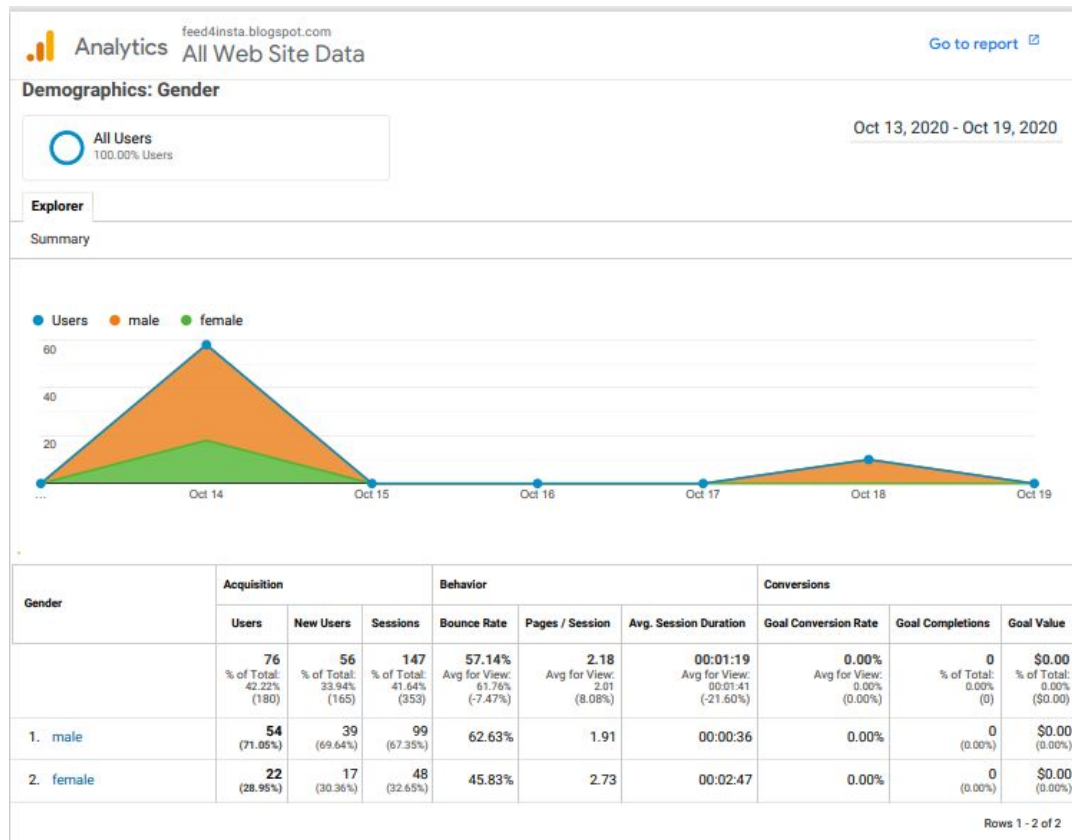 feed4insta.blogspot.com
Analytics All Web Site Data
Go to report
Demographics: Gender
All Users
100.00% Users
Oct 13, 2020 - Oct 19, 2020
Explorer
Summary
Users male female
60
40
20
... Oct 14 Oct 15 Oct 16 Oct 17 Oct 18 Oct 19
Gender
Acquisition Behavior Conversions
Users New Users Sessions Bounce Rate Pages / Session Avg. Session Duration Goal Conversion Rate Goal Completions Goal Value
76 56 147 57.14% 2.18 00:01:19 0.00% 0 $0.00
% of Total: % of Total: % of Total: Avg for View: Avg for View: Avg for View: Avg for View: % of Total: % of Total:
42.22% 33.94% 41.64% 61.76% 2.01 00:01:41 0.00% 0.00% 0.00%
(180) (165) (353) (-7.47%) (8.08%) (-21.60%) (0.00%) (0) ($0.00)
1. male 54 39 99 62.63% 1.91 00:00:36 0.00% 0 $0.00
(71.05%) (69.64%) (67.35%) (0.00%) (0.00%)
2. female 22 17 48 45.83% 2.73 00:02:47 0.00% 0 $0.00
(28.95%) (30.36%) (32.65%) (0.00%) (0.00%)
Rows 1 - 2 of 2